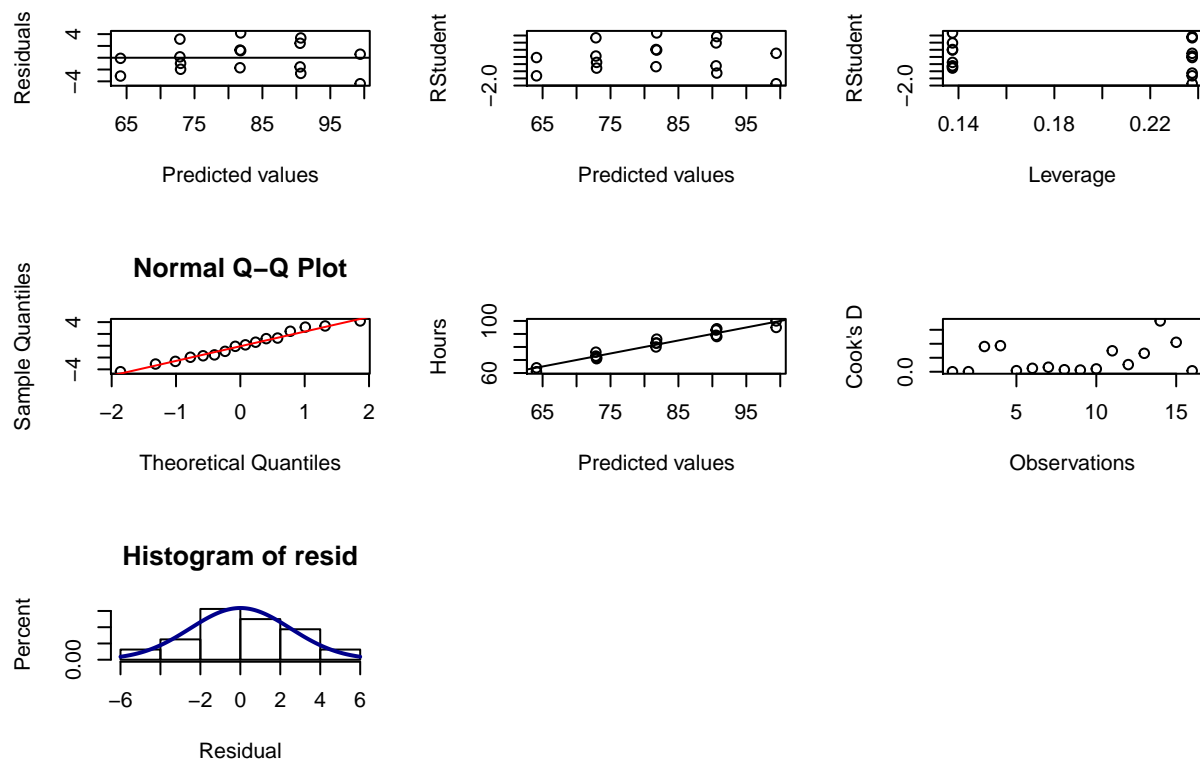 Residuals
−4 4
65 75 85 95
Predicted values
RStudent
−2.0
65 75 85 95
Predicted values
RStudent
−2.0
0.14 0.18 0.22
Leverage
Normal Q−Q Plot
Sample Quantiles
−4 4
−2 −1 0 1 2
Theoretical Quantiles
Hours
60 100
65 75 85 95
Predicted values
Cook's D
0.0
5 10 15
Observations
Histogram of resid
Percent
0.00
−6 −2 0 2 4 6
Residual